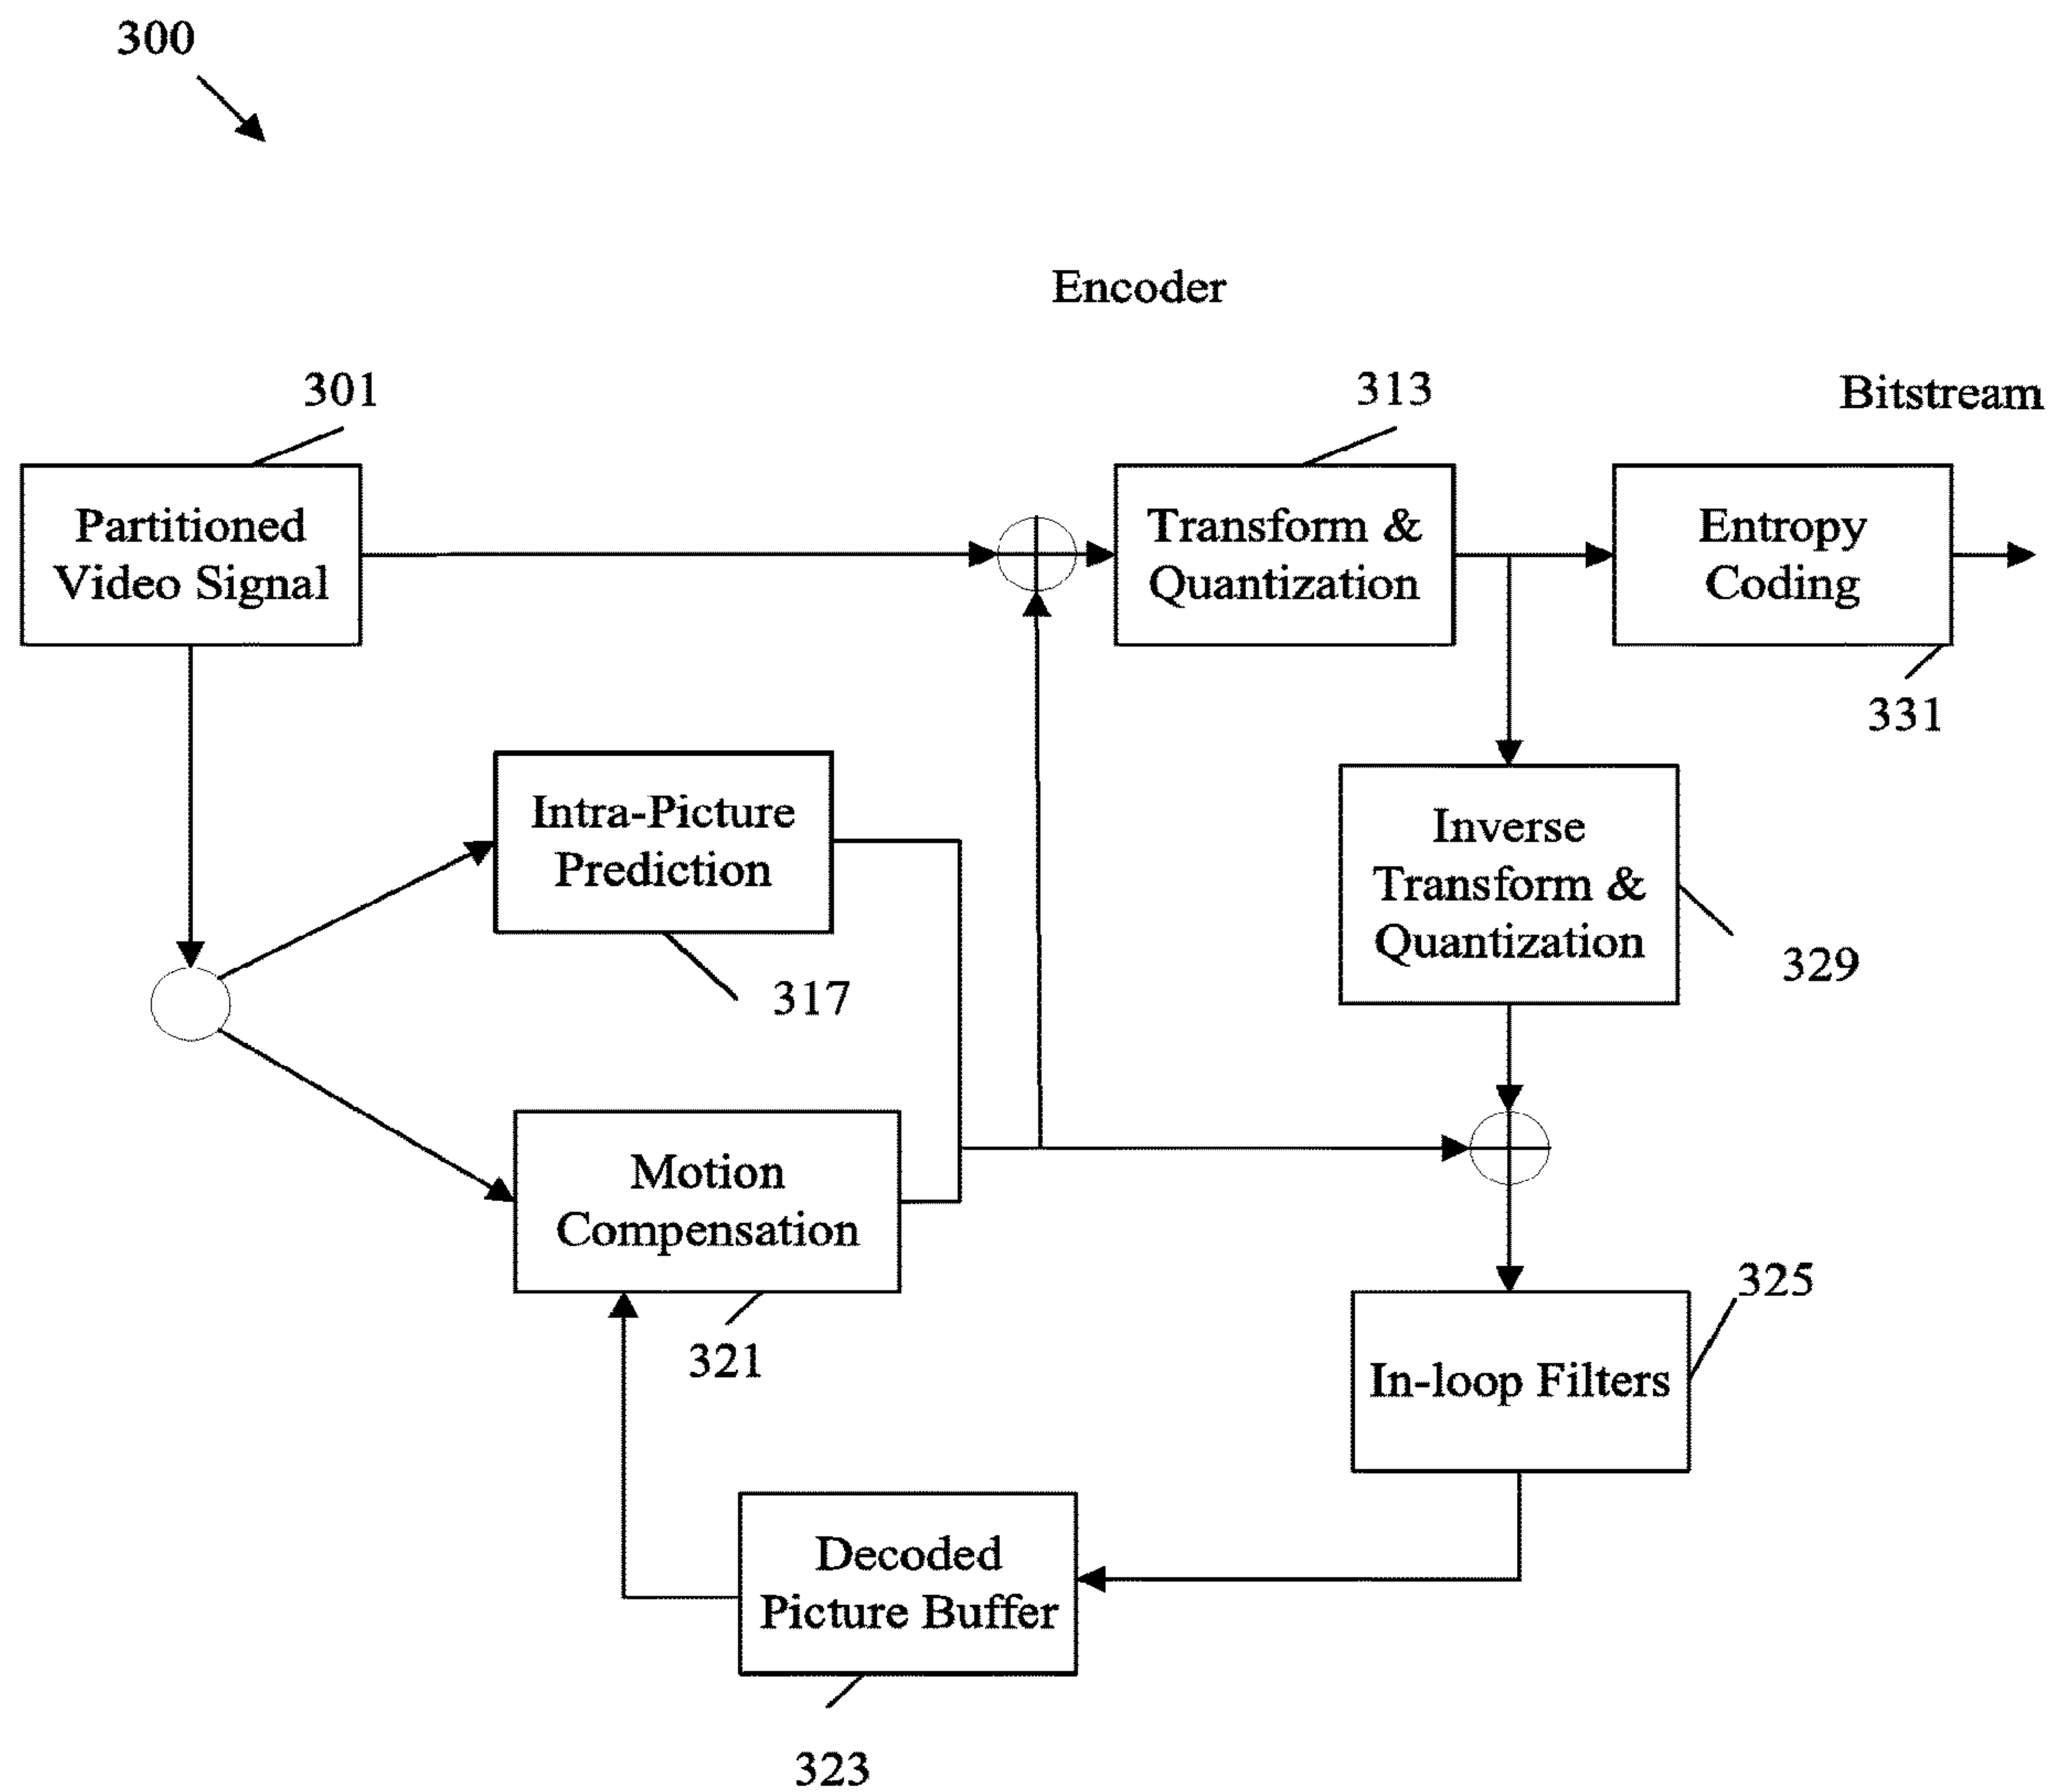 300
Encoder
301
313
Bitstream
Partitioned
Video Signal
Transform &
Quantization
Entropy
Coding
331
Intra-Picture
Prediction
317
Inverse
Transform &
Quantization
329
Motion
Compensation
321
325
In-loop Filters
Decoded
Picture Buffer
323